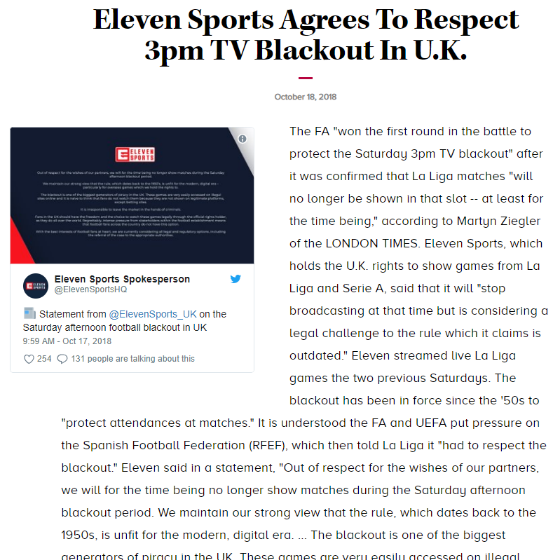 Eleven Sports Agrees To Respect
3pm TV Blackout In U.K.
October 18, 2018
ELEVEN
SPORTS
Eleven Sports Spokesperson
@ElevenSportsHQ
Statement from @ElevenSports_UK on the
Saturday afternoon football blackout in UK
9:59 AM - Oct 17, 2018
254 131 people are talking about this
The FA "won the first round in the battle to
protect the Saturday 3pm TV blackout" after
it was confirmed that La Liga matches "will
no longer be shown in that slot -- at least for
the time being," according to Martyn Ziegler
of the LONDON TIMES. Eleven Sports, which
holds the U.K. rights to show games from La
Liga and Serie A, said that it will "stop
broadcasting at that time but is considering a
legal challenge to the rule which it claims is
outdated." Eleven streamed live La Liga
games the two previous Saturdays. The
blackout has been in force since the '50s to
"protect attendances at matches." It is understood the FA and UEFA put pressure on
the Spanish Football Federation (RFEF), which then told La Liga it "had to respect the
blackout." Eleven said in a statement, "Out of respect for the wishes of our partners,
we will for the time being no longer show matches during the Saturday afternoon
blackout period. We maintain our strong view that the rule, which dates back to the
1950s, is unfit for the modern, digital era. ... The blackout is one of the biggest
generators of piracy in the UK. These games are very easily accessed on illegal